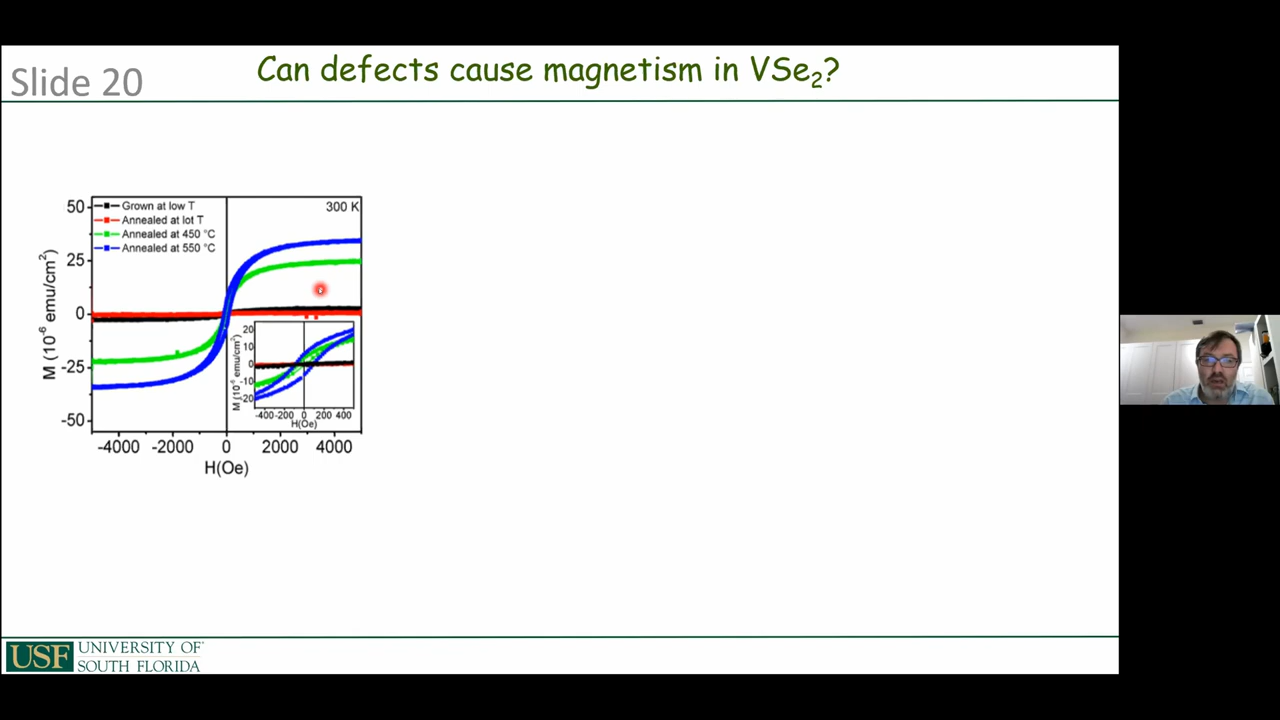 Slide 20
Can defects cause magnetism in VSe₂?
Grown at low T
Annealed at lot T
Annealed at 450 °C
Annealed at 550 °C
300 K
50
25
0
-25
-50
M (10⁻⁶ emu/cm²)
-4000 -2000 0 2000 4000
H(Oe)
20
10
0
-10
-20
M (10⁻⁶ emu/cm²)
-400 -200 0 200 400
H(Oe)
USF UNIVERSITY OF
SOUTH FLORIDA